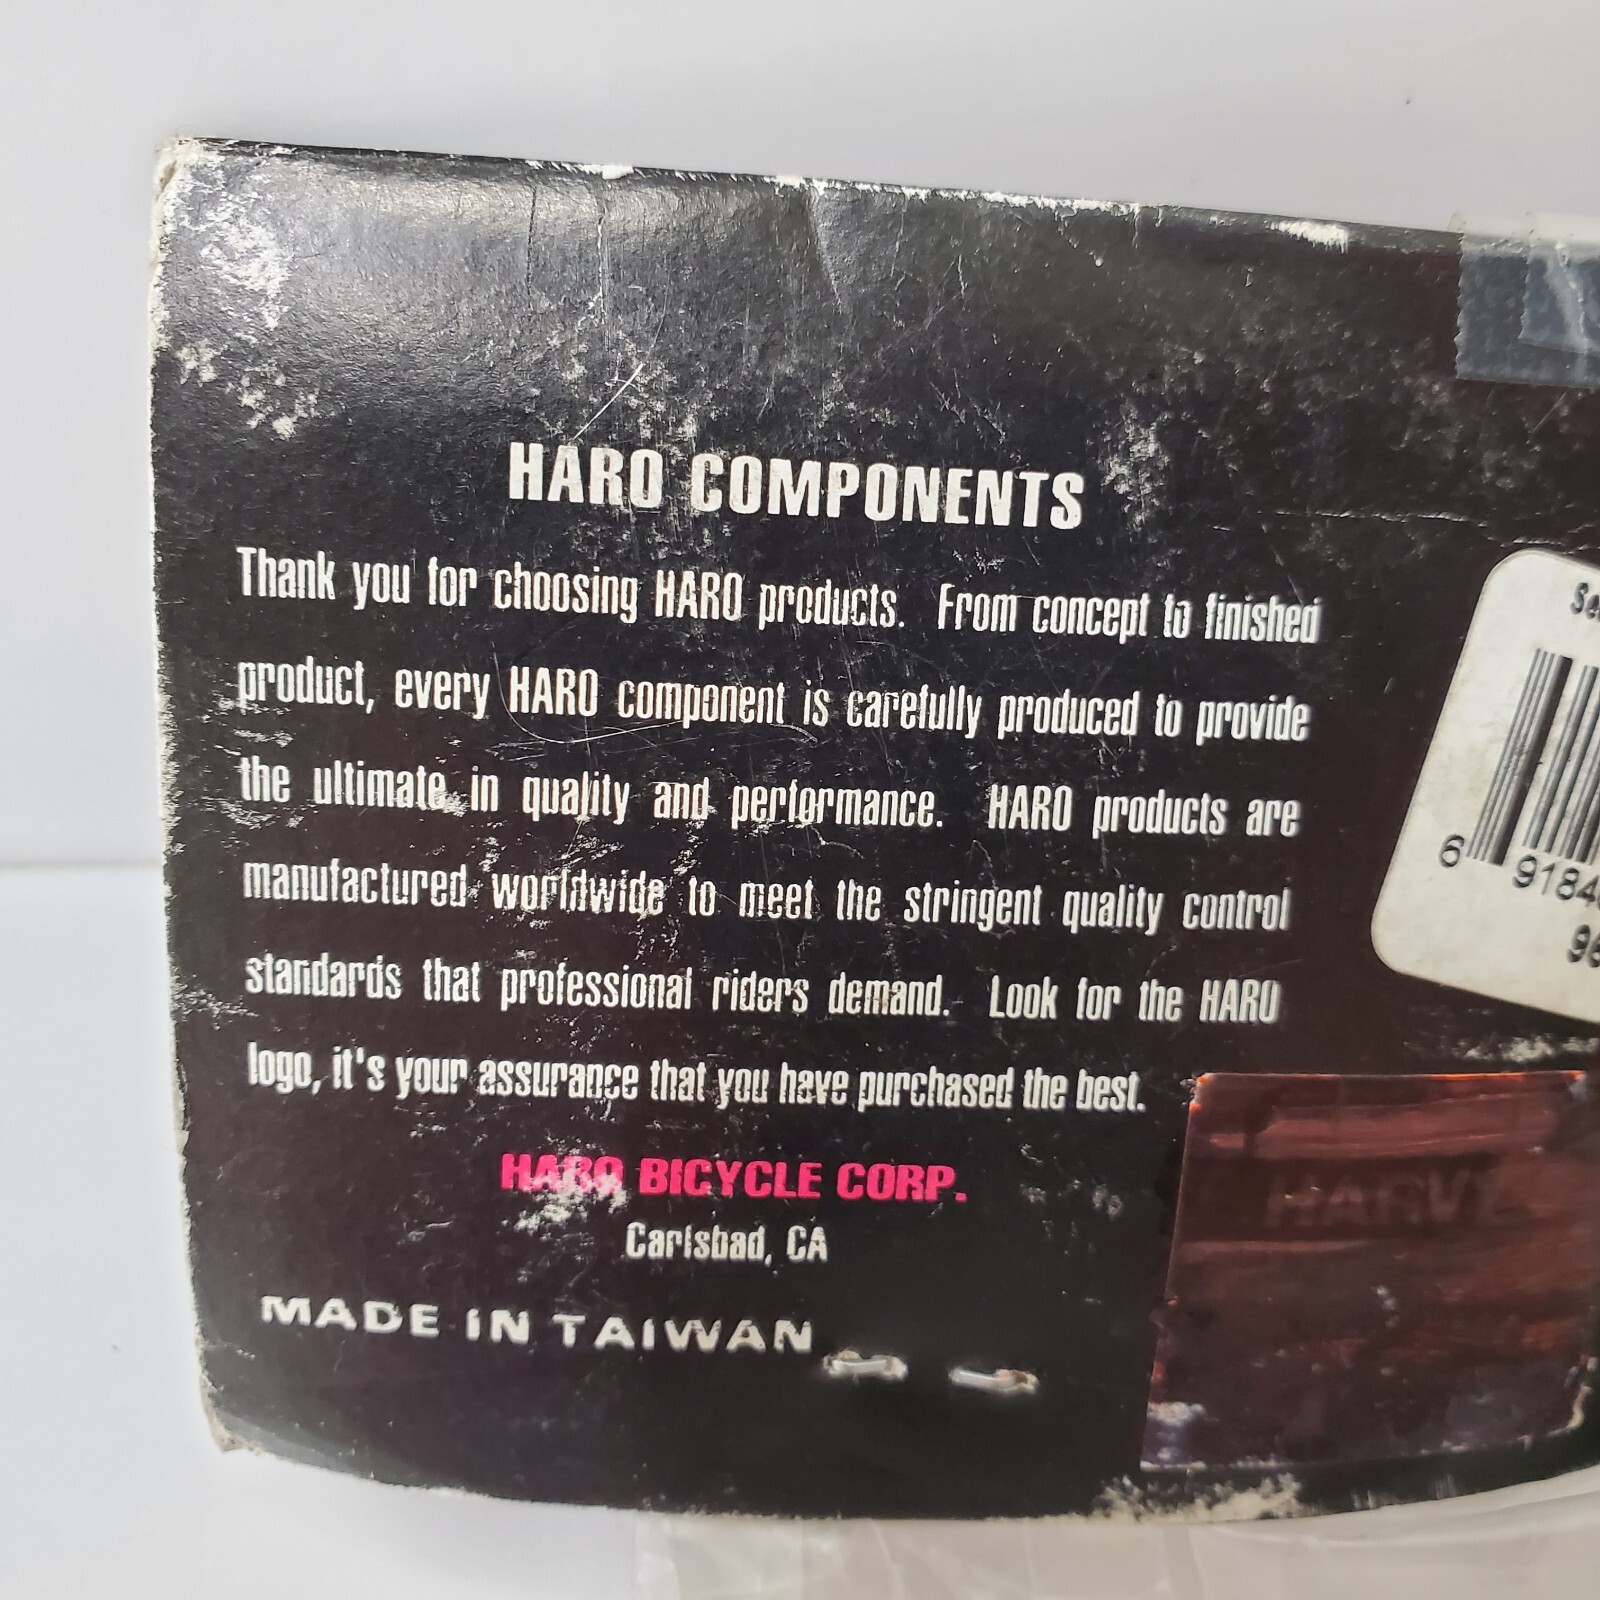 HARO COMPONENTS
Thank you for choosing HARO products. From concept to finished
product, every HARO component is carefully produced to provide
the ultimate in quality and performance. HARO products are
manufactured worldwide to meet the stringent quality control
standards that professional riders demand. Look for the HARO
logo, it's your assurance that you have purchased the best.
HARO BICYCLE CORP.
Carlsbad, CA
MADE IN TAIWAN
6 9184
96